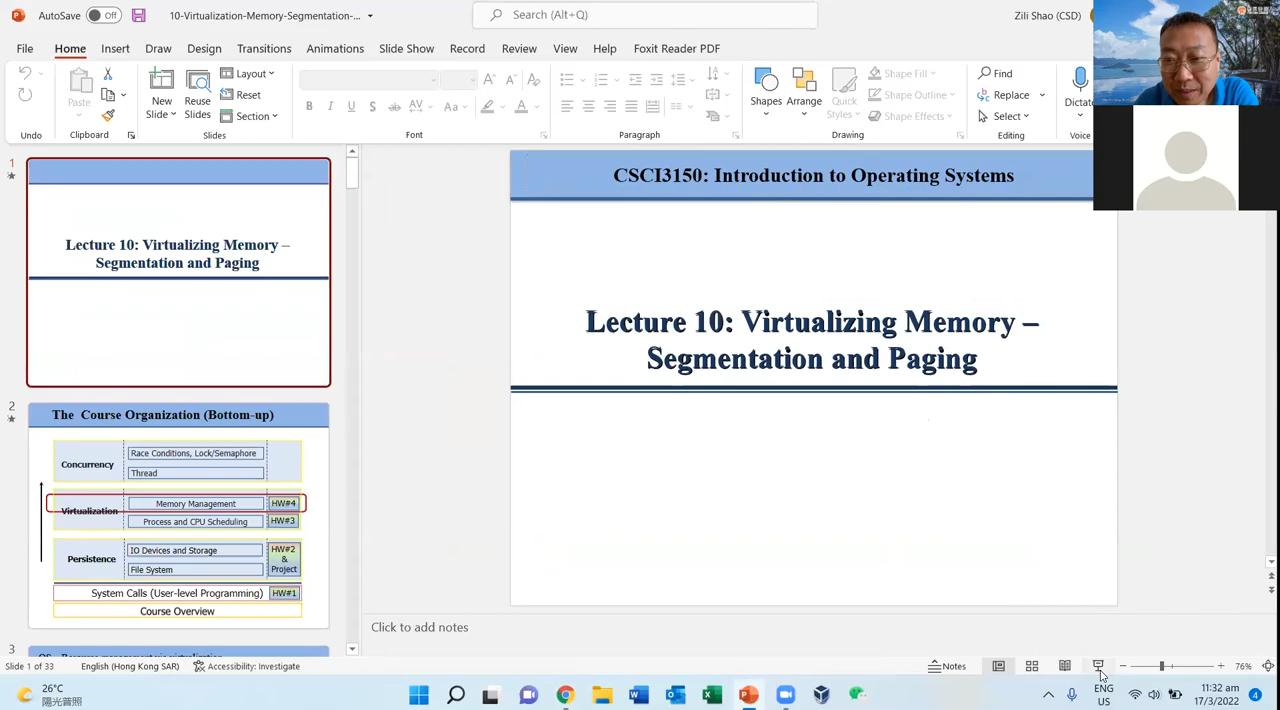 AutoSave Off 10-Virtualization-Memory-Segmentation-... Search (Alt+Q) Zili Shao (CSD)
File Home Insert Draw Design Transitions Animations Slide Show Record Review View Help Foxit Reader PDF
Paste
New Slide
Reuse Slides
Layout
Reset
Section
B I U S ab AV Aa A
Shapes Arrange
Quick Styles
Shape Fill
Shape Outline
Shape Effects
Find
Replace
Select
Dictate
Undo Clipboard Slides Font Paragraph Drawing Editing Voice
1
Lecture 10: Virtualizing Memory –
Segmentation and Paging
2
The Course Organization (Bottom-up)
Concurrency
Race Conditions, Lock/Semaphore
Thread
Virtualization
Memory Management HW#4
Process and CPU Scheduling HW#3
Persistence
IO Devices and Storage
File System
HW#2
&
Project
System Calls (User-level Programming) HW#1
Course Overview
3
CSCI3150: Introduction to Operating Systems
Lecture 10: Virtualizing Memory –
Segmentation and Paging
Click to add notes
Slide 1 of 33 English (Hong Kong SAR) Accessibility: Investigate Notes 76%
26°C
陽光普照
ENG
US
11:32 am
17/3/2022
4